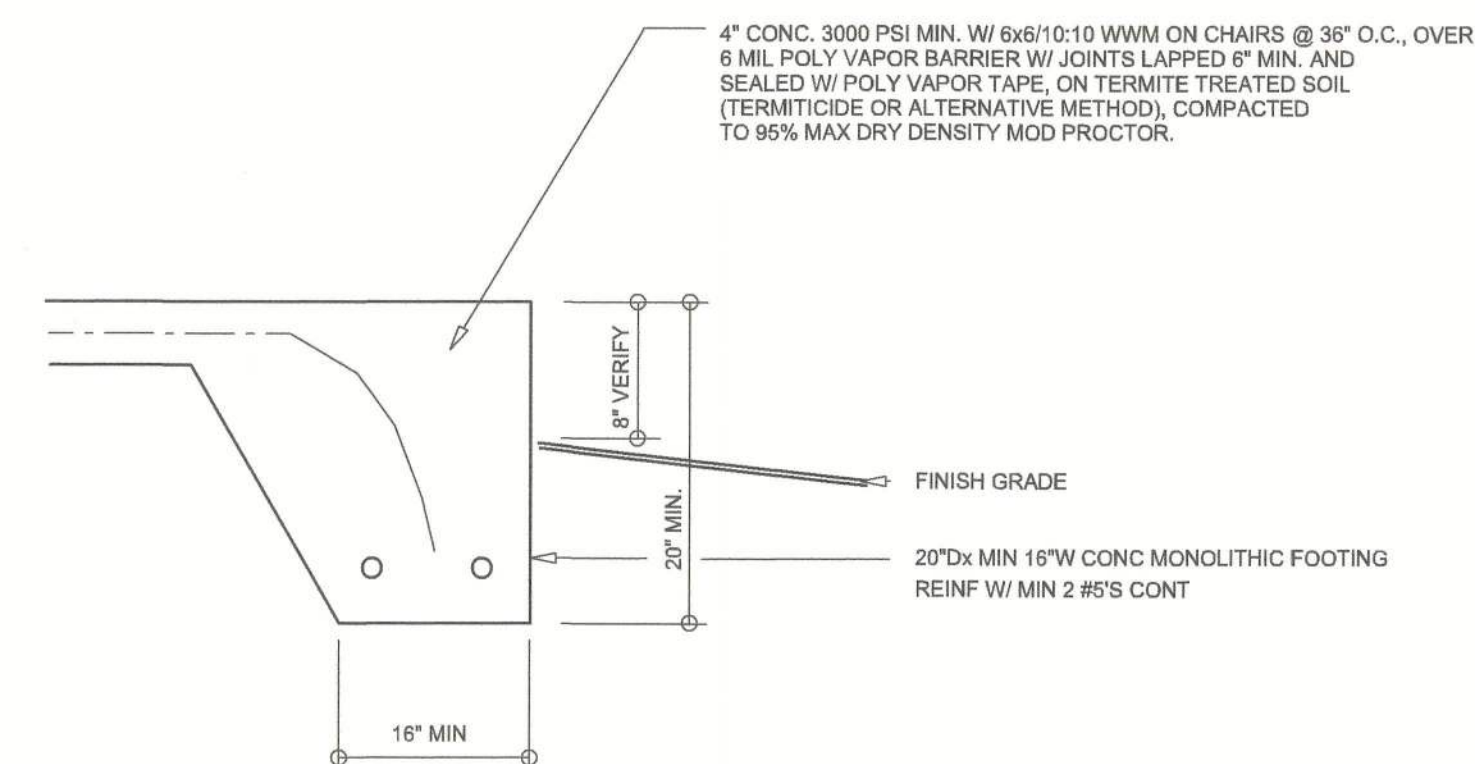 4" CONC. 3000 PSI MIN. W/ 6x6/10:10 WWM ON CHAIRS @ 36" O.C., OVER
6 MIL POLY VAPOR BARRIER W/ JOINTS LAPPED 6" MIN. AND
SEALED W/ POLY VAPOR TAPE, ON TERMITE TREATED SOIL
(TERMITICIDE OR ALTERNATIVE METHOD), COMPACTED
TO 95% MAX DRY DENSITY MOD PROCTOR.
8" VERIFY
FINISH GRADE
20" MIN.
20"Dx MIN 16"W CONC MONOLITHIC FOOTING
REINF W/ MIN 2 #5'S CONT
16" MIN